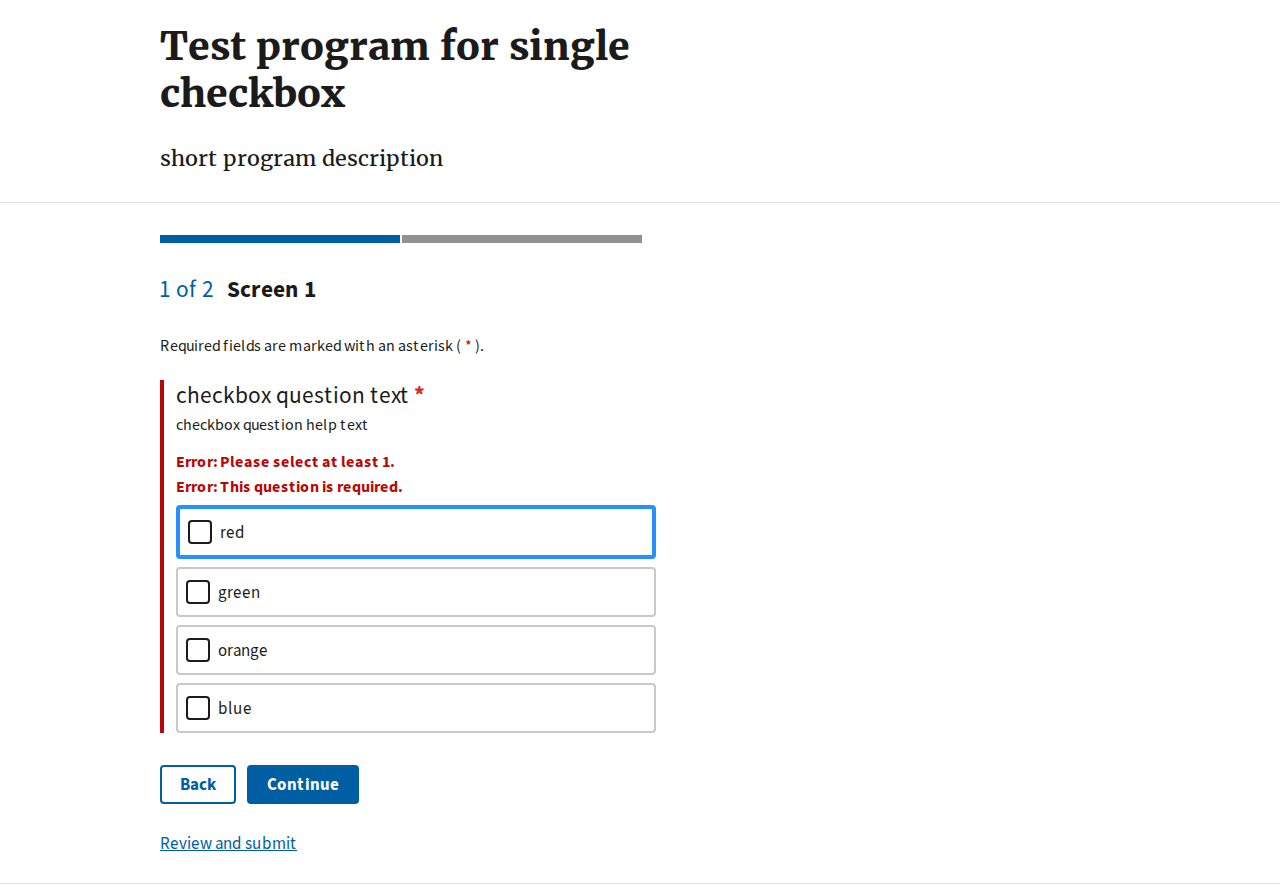 Test program for single
checkbox
short program description
1 of 2 Screen 1
Required fields are marked with an asterisk ( * ).
checkbox question text *
checkbox question help text
Error: Please select at least 1.
Error: This question is required.
red
green
orange
blue
Back Continue
Review and submit